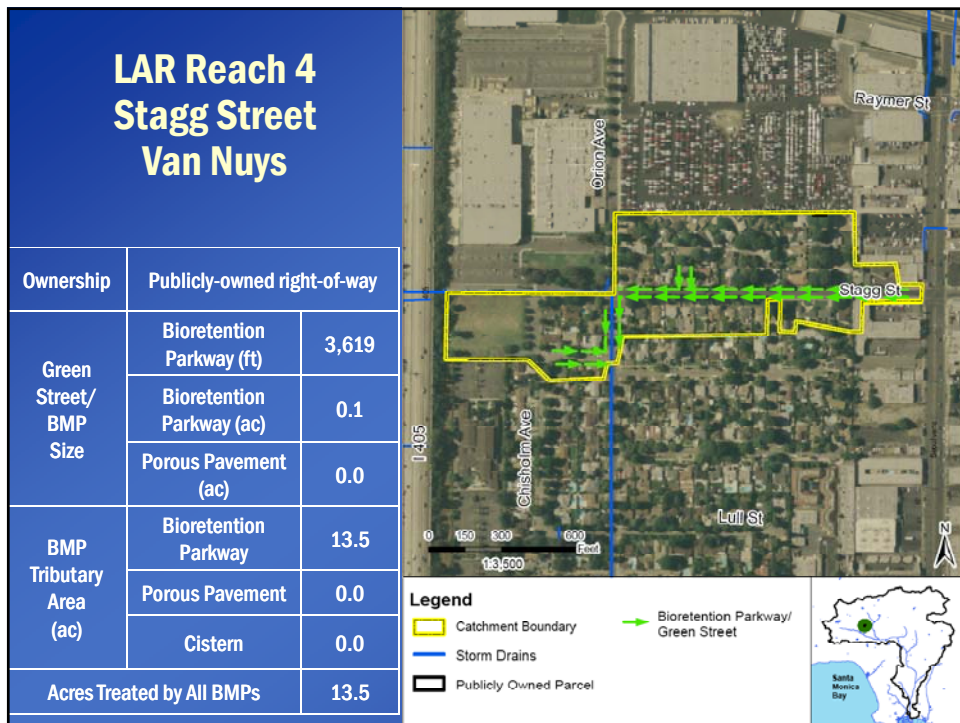 LAR Reach 4
Stagg Street
Van Nuys
Ownership
Publicly-owned right-of-way
Green
Street/
BMP
Size
Bioretention
Parkway (ft)
3,619
Bioretention
Parkway (ac)
0.1
Porous Pavement
(ac)
0.0
BMP
Tributary
Area
(ac)
Bioretention
Parkway
13.5
Porous Pavement
0.0
Cistern
0.0
Acres Treated by All BMPs
13.5
Raymer St
Orion Ave
Stagg St
I 405
Chisholm Ave
Lull St
0 150 300 600
Feet
1:3,500
N
Legend
Catchment Boundary
Storm Drains
Publicly Owned Parcel
Bioretention Parkway/
Green Street
Santa
Monica
Bay